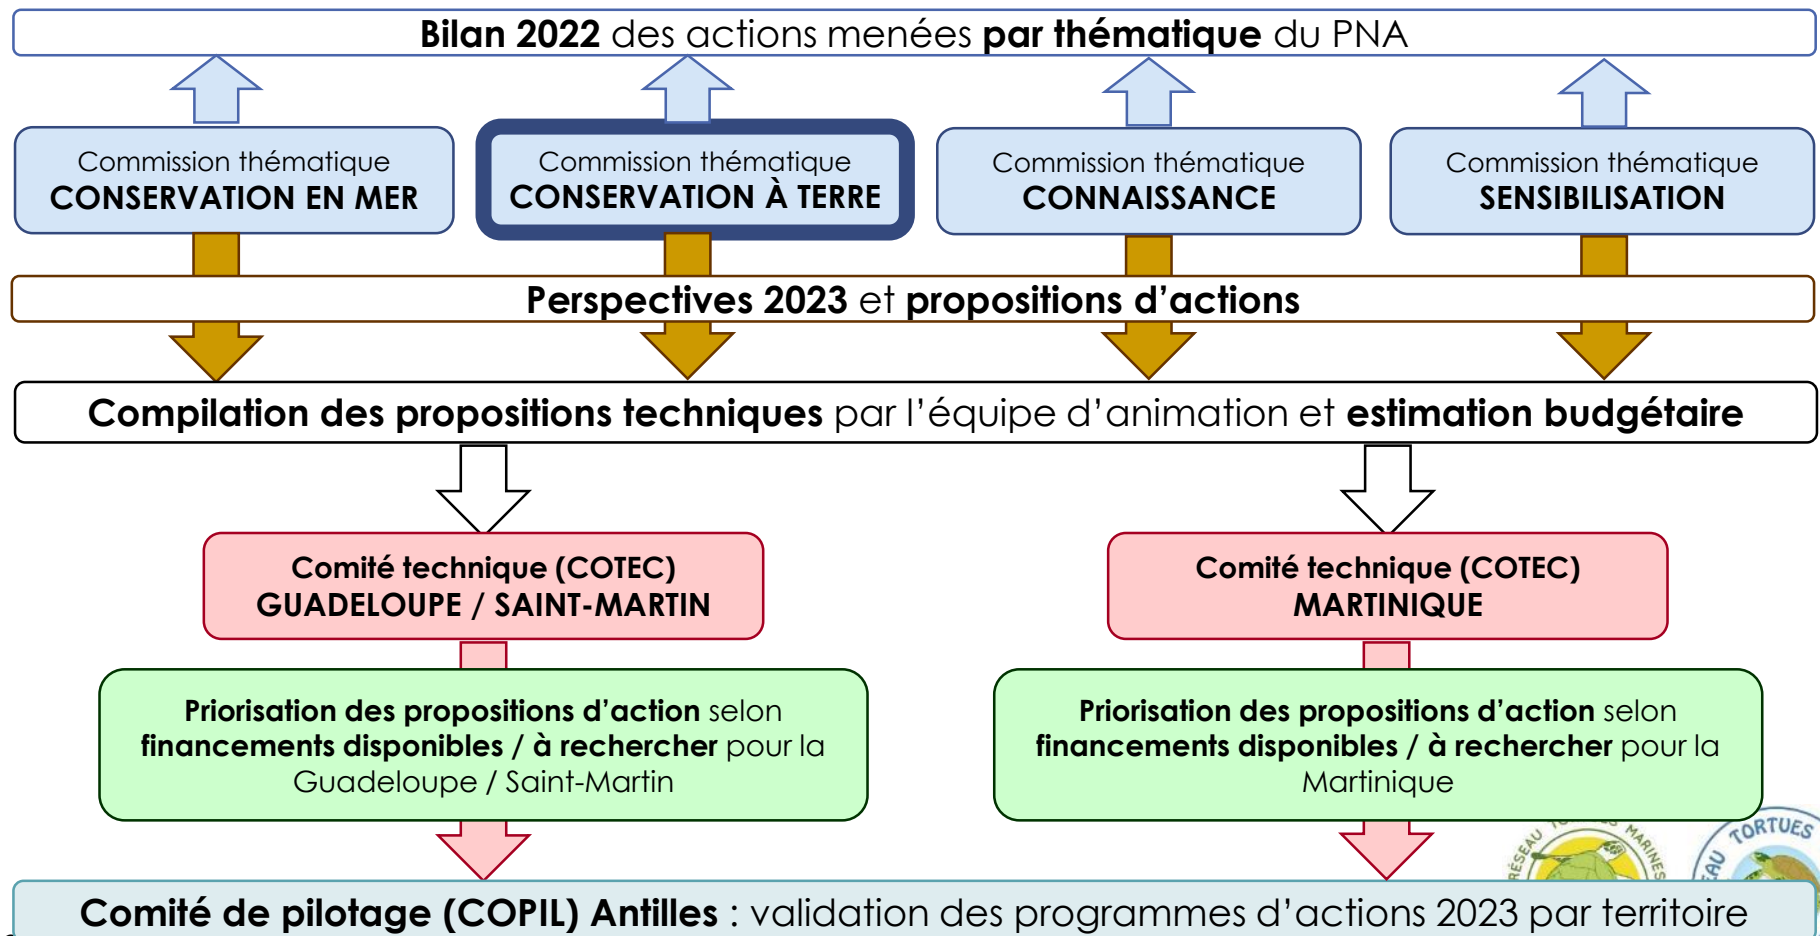 Bilan 2022 des actions menées par thématique du PNA
Commission thématique
CONSERVATION EN MER
Commission thématique
CONSERVATION À TERRE
Commission thématique
CONNAISSANCE
Commission thématique
SENSIBILISATION
Perspectives 2023 et propositions d’actions
Compilation des propositions techniques par l’équipe d’animation et estimation budgétaire
Comité technique (COTEC)
GUADELOUPE / SAINT-MARTIN
Comité technique (COTEC)
MARTINIQUE
Priorisation des propositions d’action selon
financements disponibles / à rechercher pour la
Guadeloupe / Saint-Martin
Priorisation des propositions d’action selon
financements disponibles / à rechercher pour la
Martinique
RÉSEAU TORTUES MARINES
TORTUES
Comité de pilotage (COPIL) Antilles : validation des programmes d’actions 2023 par territoire